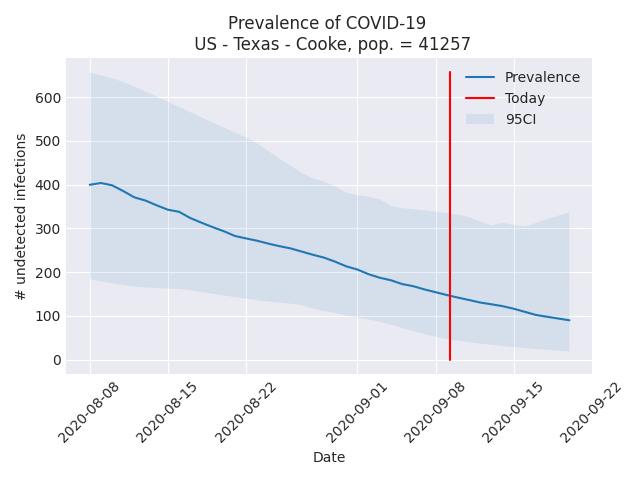 Prevalence of COVID-19
US - Texas - Cooke, pop. = 41257
Prevalence
Today
95CI
# undetected infections
600
500
400
300
200
100
0
2020-08-08
2020-08-15
2020-08-22
2020-09-01
2020-09-08
2020-09-15
2020-09-22
Date